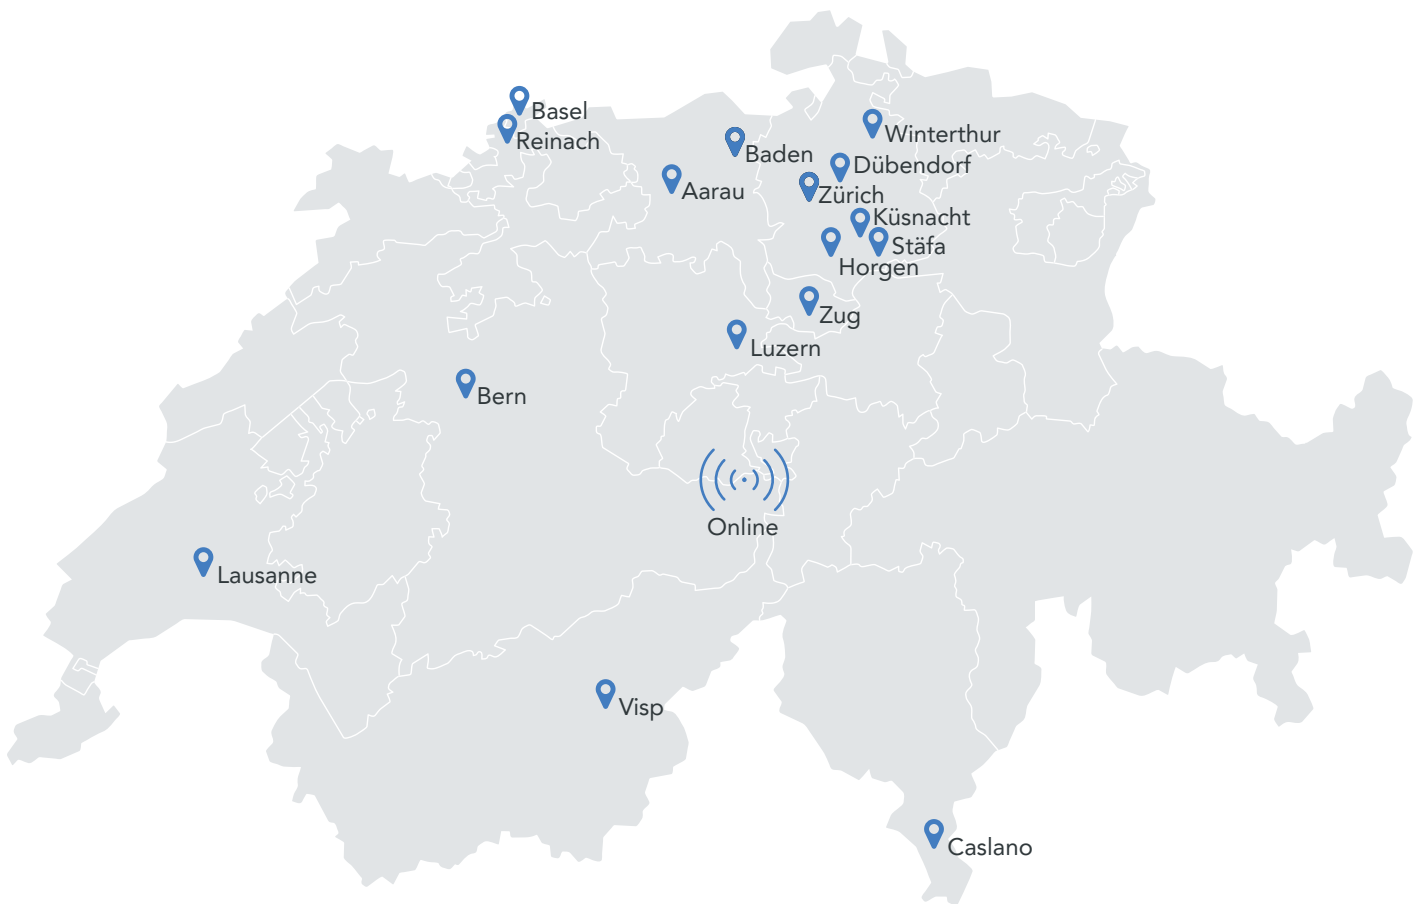 Basel
Reinach
Winterthur
Baden
Dübendorf
Aarau
Zürich
Küsnacht
Stäfa
Horgen
Zug
Luzern
Bern
Online
Lausanne
Visp
Caslano